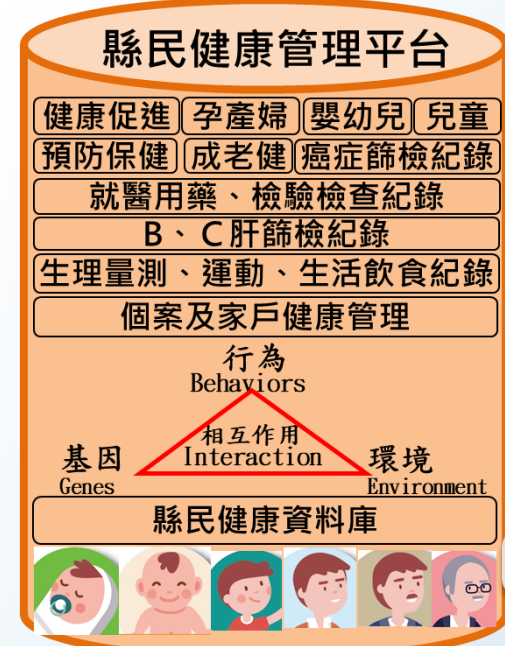 縣民健康管理平台
健康促進 孕產婦 嬰幼兒 兒童
預防保健 成老健 癌症篩檢紀錄
就醫用藥、檢驗檢查紀錄
B、C肝篩檢紀錄
生理量測、運動、生活飲食紀錄
個案及家戶健康管理
行為
Behaviors
相互作用
Interaction
基因
Genes
環境
Environment
縣民健康資料庫